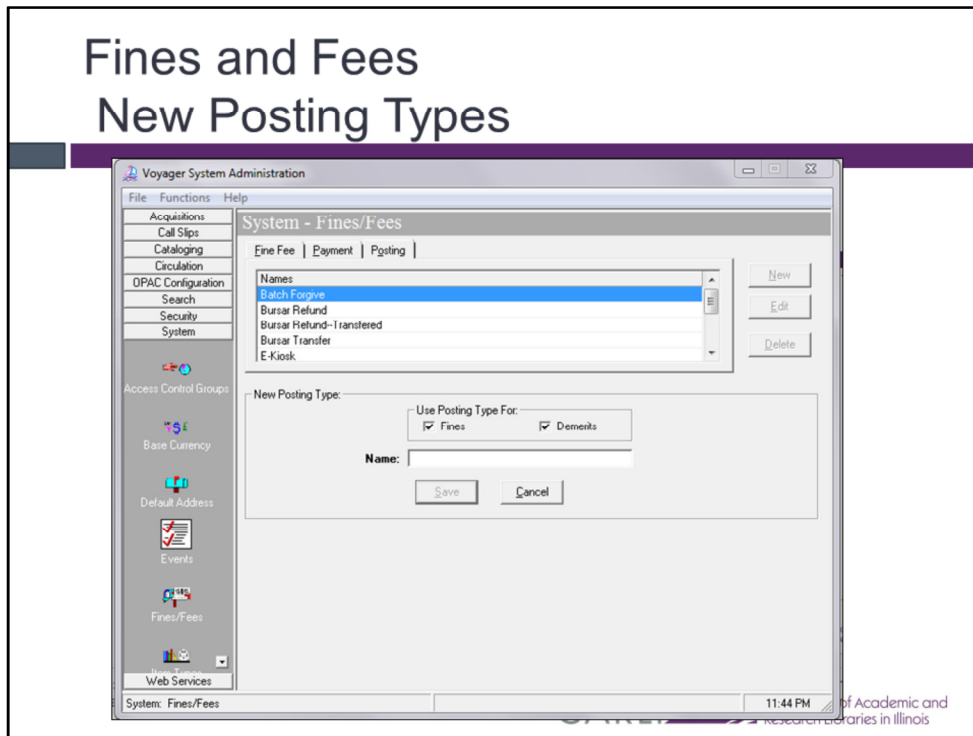 Fines and Fees
New Posting Types
Voyager System Administration
File Functions Help
Acquisitions
Call Slips
Cataloging
Circulation
OPAC Configuration
Search
Security
System
Access Control Groups
Base Currency
Default Address
Events
Fines/Fees
Web Services
System - Fines/Fees
Fine Fee Payment Posting
Names
Batch Forgive
Bursar Refund
Bursar Refund--Transfered
Bursar Transfer
E-Kiosk
New
Edit
Delete
New Posting Type:
Use Posting Type For:
Fines Demerits
Name:
Save Cancel
System: Fines/Fees 11:44 PM
of Academic and
Research Libraries in Illinois